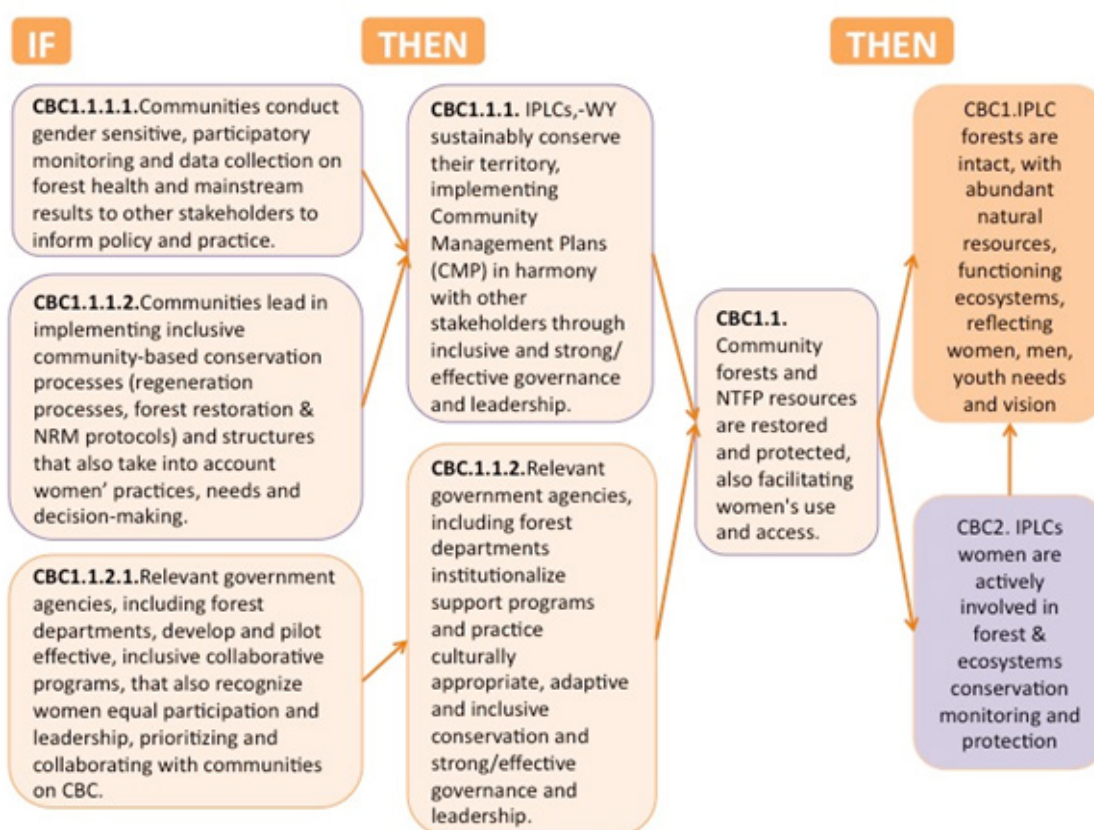 IF
THEN
THEN
CBC1.1.1.1.Communities conduct
gender sensitive, participatory
monitoring and data collection on
forest health and mainstream
results to other stakeholders to
inform policy and practice.
CBC1.1.1.2.Communities lead in
implementing inclusive
community-based conservation
processes (regeneration
processes, forest restoration &
NRM protocols) and structures
that also take into account
women’ practices, needs and
decision-making.
CBC1.1.2.1.Relevant government
agencies, including forest
departments, develop and pilot
effective, inclusive collaborative
programs, that also recognize
women equal participation and
leadership, prioritizing and
collaborating with communities
on CBC.
CBC1.1.1. IPLCs,-WY
sustainably conserve
their territory,
implementing
Community
Management Plans
(CMP) in harmony
with other
stakeholders through
inclusive and strong/
effective governance
and leadership.
CBC.1.1.2.Relevant
government agencies,
including forest
departments
institutionalize
support programs
and practice
culturally
appropriate, adaptive
and inclusive
conservation and
strong/effective
governance and
leadership.
CBC1.1.
Community
forests and
NTFP resources
are restored
and protected,
also facilitating
women's use
and access.
CBC1.IPLC
forests are
intact, with
abundant
natural
resources,
functioning
ecosystems,
reflecting
women, men,
youth needs
and vision
CBC2. IPLCs
women are
actively
involved in
forest &
ecosystems
conservation
monitoring and
protection